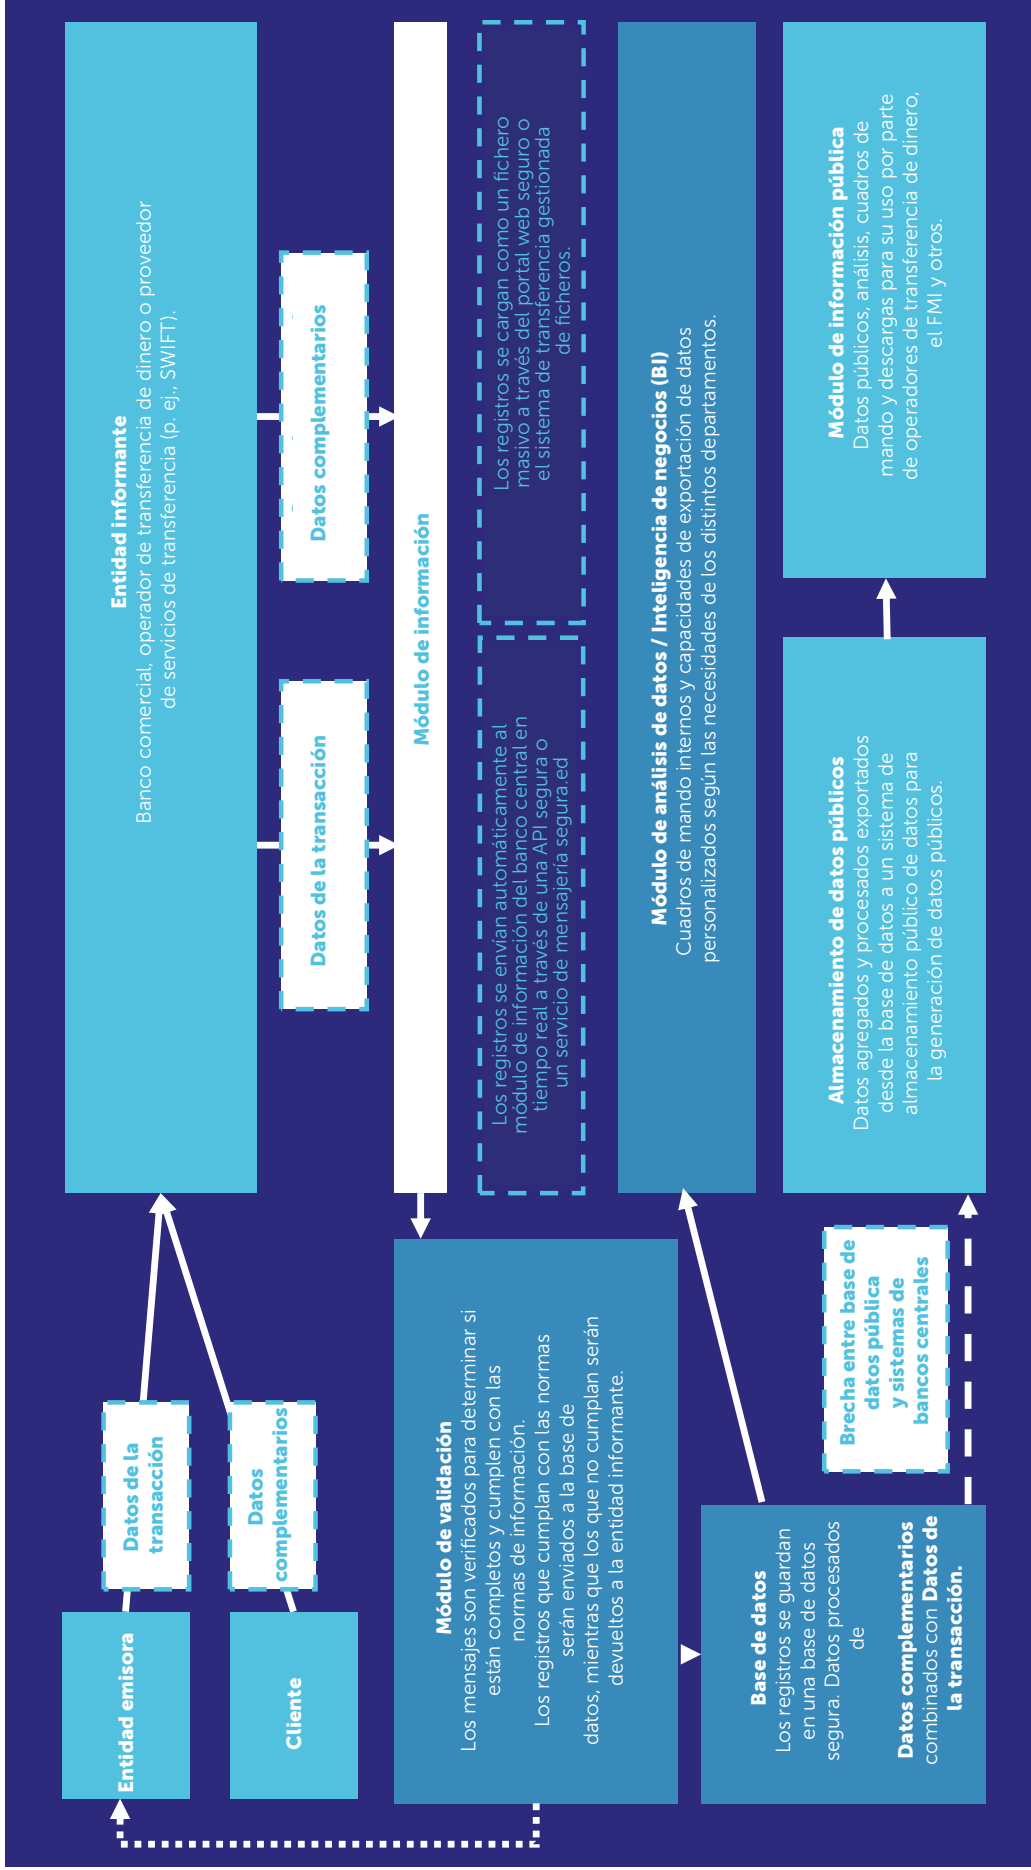 Entidad emisora
Cliente
Datos de la
transacción
Datos
complementarios
Entidad informante
Banco comercial, operador de transferencia de dinero o proveedor
de servicios de transferencia (p. ej., SWIFT).
Datos de la transacción
Datos complementarios
Módulo de información
Los registros se envían automáticamente al
módulo de información del banco central en
tiempo real a través de una API segura o
un servicio de mensajería segura.ed
Los registros se cargan como un fichero
masivo a través del portal web seguro o
el sistema de transferencia gestionada
de ficheros.
Módulo de validación
Los mensajes son verificados para determinar si
están completos y cumplen con las
normas de información.
Los registros que cumplan con las normas
serán enviados a la base de
datos, mientras que los que no cumplan serán
devueltos a la entidad informante.
Módulo de análisis de datos / Inteligencia de negocios (BI)
Cuadros de mando internos y capacidades de exportación de datos
personalizados según las necesidades de los distintos departamentos.
Base de datos
Los registros se guardan
en una base de datos
segura. Datos procesados
de
Datos complementarios
combinados con Datos de
la transacción.
Brecha entre base de
datos pública
y sistemas de
bancos centrales
Almacenamiento de datos públicos
Datos agregados y procesados exportados
desde la base de datos a un sistema de
almacenamiento público de datos para
la generación de datos públicos.
Módulo de información pública
Datos públicos, análisis, cuadros de
mando y descargas para su uso por parte
de operadores de transferencia de dinero,
el FMI y otros.